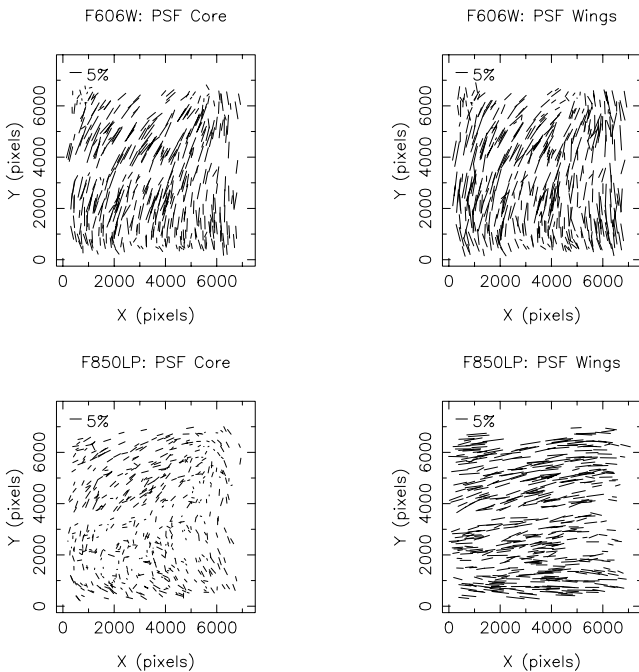 F606W: PSF Core
5%
Y (pixels)
0 2000 4000 6000
0 2000 4000 6000
X (pixels)
F606W: PSF Wings
5%
Y (pixels)
0 2000 4000 6000
0 2000 4000 6000
X (pixels)
F850LP: PSF Core
5%
Y (pixels)
0 2000 4000 6000
0 2000 4000 6000
X (pixels)
F850LP: PSF Wings
5%
Y (pixels)
0 2000 4000 6000
0 2000 4000 6000
X (pixels)